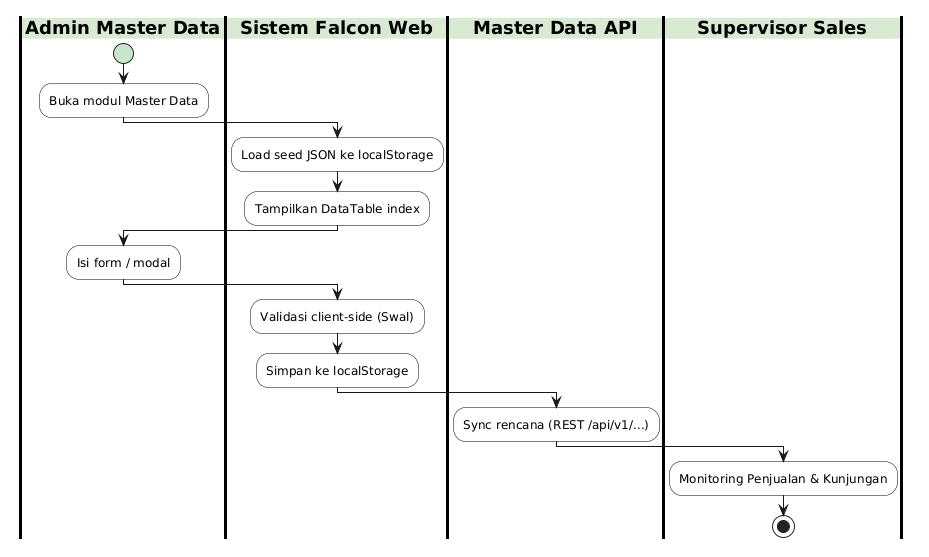 Admin Master Data
Sistem Falcon Web
Master Data API
Supervisor Sales
Buka modul Master Data
Load seed JSON ke localStorage
Tampilkan DataTable index
Isi form / modal
Validasi client-side (Swal)
Simpan ke localStorage
Sync rencana (REST /api/v1/...)
Monitoring Penjualan & Kunjungan